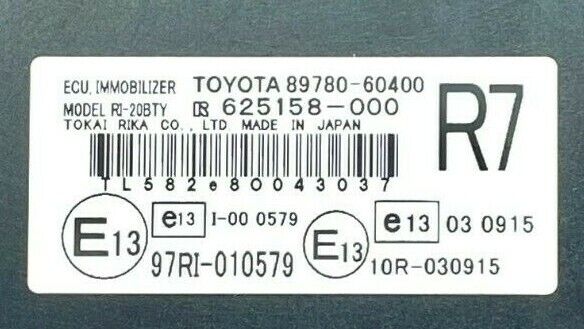 ECU, IMMOBILIZER TOYOTA 89780-60400
MODEL RI-20BTY 625158-000
TOKAI RIKA CO., LTD MADE IN JAPAN
R7
TL582e80043037
E13 e13 I-00 0579
97RI-010579
E13 e13 03 0915
10R-030915